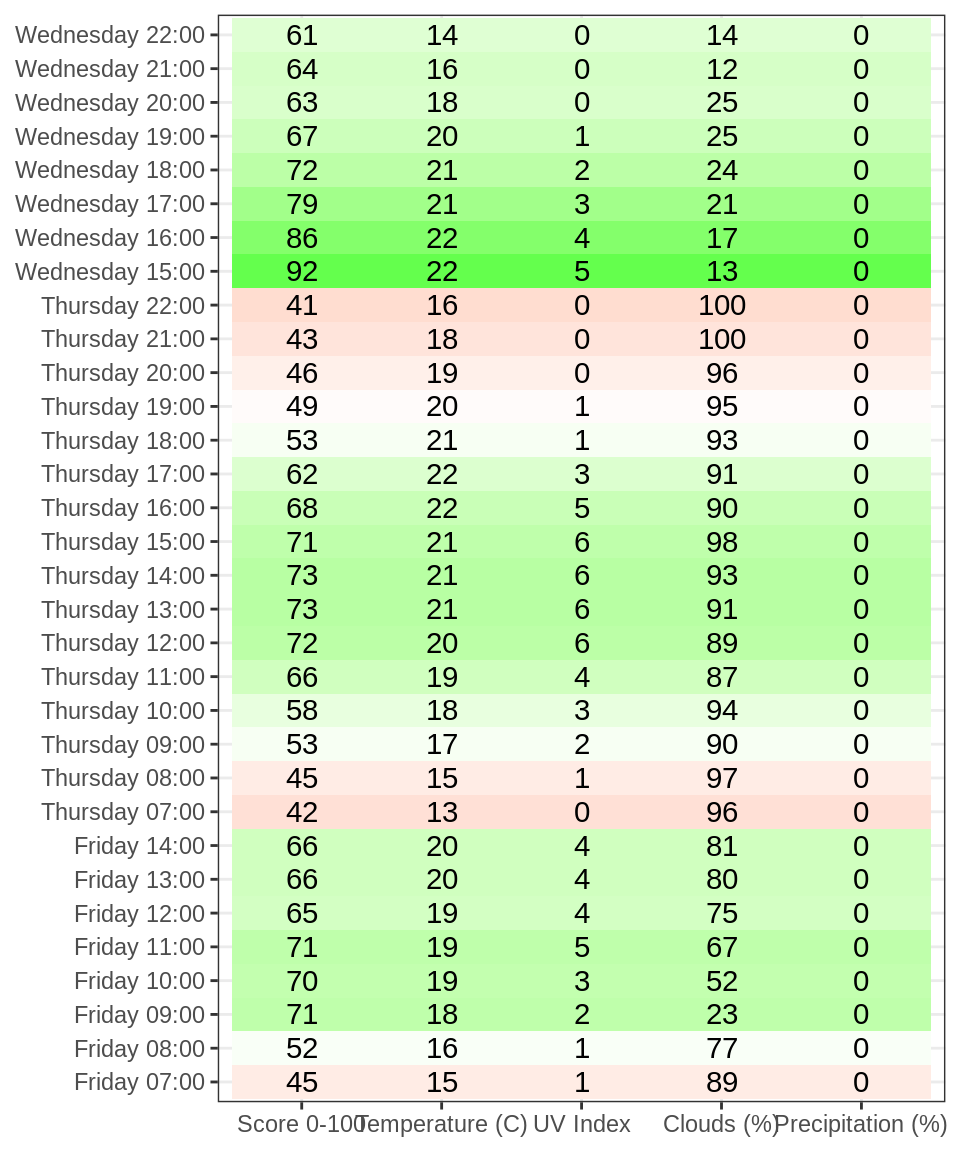 Wednesday 22:00 61 14 0 14 0
Wednesday 21:00 64 16 0 12 0
Wednesday 20:00 63 18 0 25 0
Wednesday 19:00 67 20 1 25 0
Wednesday 18:00 72 21 2 24 0
Wednesday 17:00 79 21 3 21 0
Wednesday 16:00 86 22 4 17 0
Wednesday 15:00 92 22 5 13 0
Thursday 22:00 41 16 0 100 0
Thursday 21:00 43 18 0 100 0
Thursday 20:00 46 19 0 96 0
Thursday 19:00 49 20 1 95 0
Thursday 18:00 53 21 1 93 0
Thursday 17:00 62 22 3 91 0
Thursday 16:00 68 22 5 90 0
Thursday 15:00 71 21 6 98 0
Thursday 14:00 73 21 6 93 0
Thursday 13:00 73 21 6 91 0
Thursday 12:00 72 20 6 89 0
Thursday 11:00 66 19 4 87 0
Thursday 10:00 58 18 3 94 0
Thursday 09:00 53 17 2 90 0
Thursday 08:00 45 15 1 97 0
Thursday 07:00 42 13 0 96 0
Friday 14:00 66 20 4 81 0
Friday 13:00 66 20 4 80 0
Friday 12:00 65 19 4 75 0
Friday 11:00 71 19 5 67 0
Friday 10:00 70 19 3 52 0
Friday 09:00 71 18 2 23 0
Friday 08:00 52 16 1 77 0
Friday 07:00 45 15 1 89 0
Score 0-100 Temperature (C) UV Index Clouds (%) Precipitation (%)